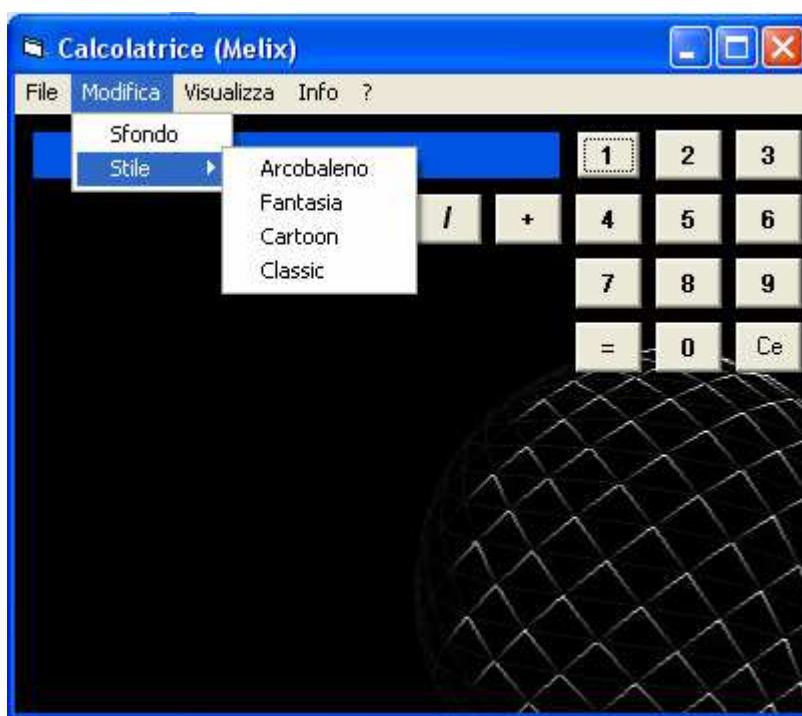 Calcolatrice (Melix)
File Modifica Visualizza Info ?
Sfondo
Stile
Arcobaleno
Fantasia
Cartoon
Classic
1 2 3
/ + 4 5 6
7 8 9
= 0 Ce